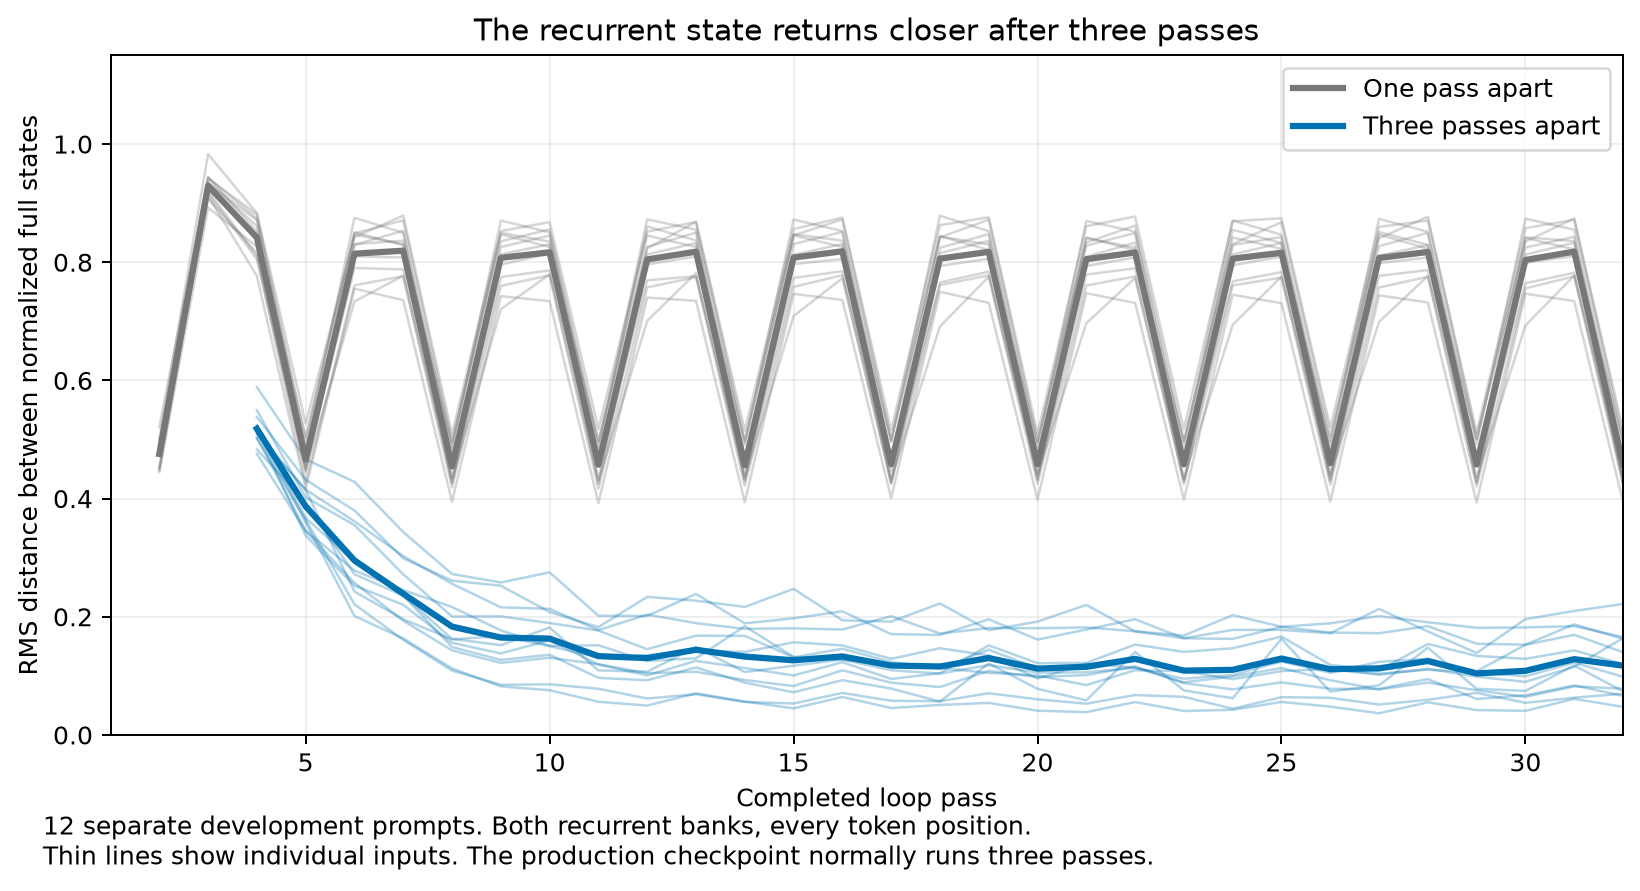 The recurrent state returns closer after three passes
One pass apart
Three passes apart
RMS distance between normalized full states
1.0
0.8
0.6
0.4
0.2
0.0
5
10
15
20
25
30
Completed loop pass
12 separate development prompts. Both recurrent banks, every token position.
Thin lines show individual inputs. The production checkpoint normally runs three passes.